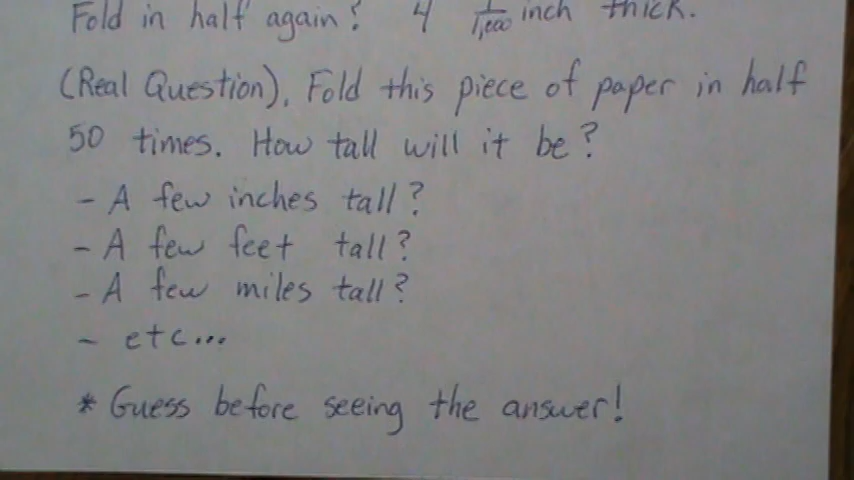 Fold in half again? 4 1/1,000 inch thick.
(Real Question). Fold this piece of paper in half
50 times. How tall will it be?
- A few inches tall?
- A few feet tall?
- A few miles tall?
- etc...
* Guess before seeing the answer!